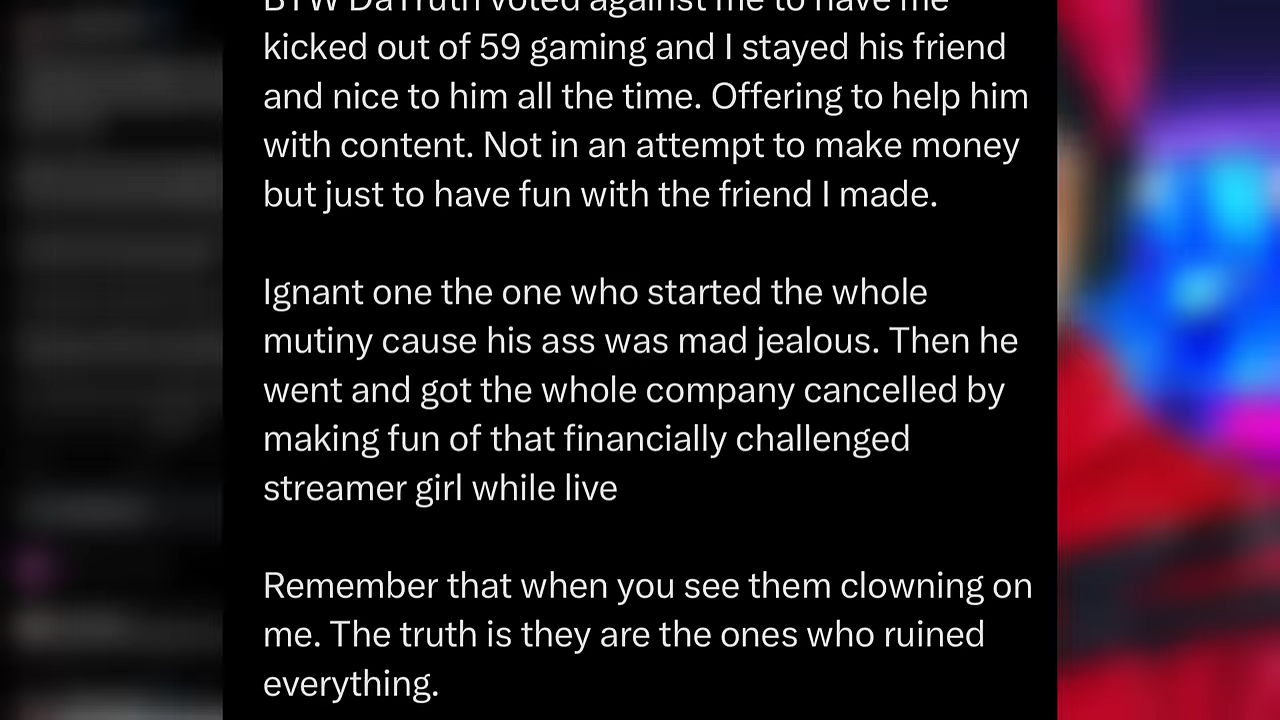 BTW DaTruth voted against me to have me
kicked out of 59 gaming and I stayed his friend
and nice to him all the time. Offering to help him
with content. Not in an attempt to make money
but just to have fun with the friend I made.
Ignant one the one who started the whole
mutiny cause his ass was mad jealous. Then he
went and got the whole company cancelled by
making fun of that financially challenged
streamer girl while live
Remember that when you see them clowning on
me. The truth is they are the ones who ruined
everything.